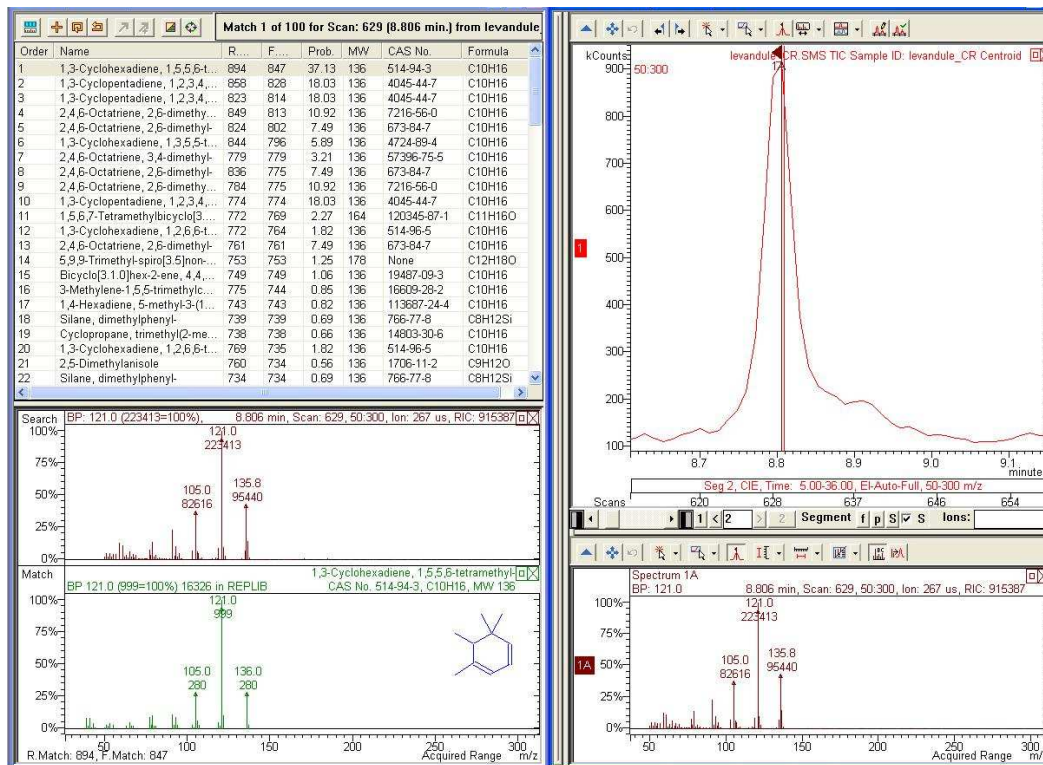 Match 1 of 100 for Scan: 629 (8.806 min.) from levandule_
Order Name R.... F.... Prob. MW CAS No. Formula
1 1,3-Cyclohexadiene, 1,5,5,6-t... 894 847 37.13 136 514-94-3 C10H16
2 1,3-Cyclopentadiene, 1,2,3,4,... 858 828 18.03 136 4045-44-7 C10H16
3 1,3-Cyclopentadiene, 1,2,3,4,... 823 814 18.03 136 4045-44-7 C10H16
4 2,4,6-Octatriene, 2,6-dimethy... 849 813 10.92 136 7216-56-0 C10H16
5 2,4,6-Octatriene, 2,6-dimethyl- 824 802 7.49 136 673-84-7 C10H16
6 1,3-Cyclohexadiene, 1,3,5,5-t... 844 796 5.89 136 4724-89-4 C10H16
7 2,4,6-Octatriene, 3,4-dimethyl- 779 779 3.21 136 57396-75-5 C10H16
8 2,4,6-Octatriene, 2,6-dimethyl- 836 775 7.49 136 673-84-7 C10H16
9 2,4,6-Octatriene, 2,6-dimethy... 784 775 10.92 136 7216-56-0 C10H16
10 1,3-Cyclopentadiene, 1,2,3,4,... 774 774 18.03 136 4045-44-7 C10H16
11 1,5,6,7-Tetramethylbicyclo[3.... 772 769 2.27 164 120345-87-1 C11H16O
12 1,3-Cyclohexadiene, 1,2,6,6-t... 772 764 1.82 136 514-96-5 C10H16
13 2,4,6-Octatriene, 2,6-dimethyl- 761 761 7.49 136 673-84-7 C10H16
14 5,9,9-Trimethyl-spiro[3.5]non-... 753 753 1.25 178 None C12H18O
15 Bicyclo[3.1.0]hex-2-ene, 4,4,... 749 749 1.06 136 19487-09-3 C10H16
16 3-Methylene-1,5,5-trimethylc... 775 744 0.85 136 16609-28-2 C10H16
17 1,4-Hexadiene, 5-methyl-3-(1... 743 743 0.82 136 113687-24-4 C10H16
18 Silane, dimethylphenyl- 739 739 0.69 136 766-77-8 C8H12Si
19 Cyclopropane, trimethyl(2-me... 738 738 0.66 136 14803-30-6 C10H16
20 1,3-Cyclohexadiene, 1,2,6,6-t... 769 735 1.82 136 514-96-5 C10H16
21 2,5-Dimethylanisole 760 734 0.56 136 1706-11-2 C9H12O
22 Silane, dimethylphenyl- 734 734 0.69 136 766-77-8 C8H12Si
Search BP: 121.0 (223413=100%), 8.806 min, Scan: 629, 50:300, Ion: 267 us, RIC: 915387
100%
75%
50%
25%
0%
121.0
223413
105.0
82616
135.8
95440
Match 1,3-Cyclohexadiene, 1,5,5,6-tetramethyl-
BP 121.0 (999=100%) 16326 in REPLIB CAS No. 514-94-3, C10H16, MW 136
100%
75%
50%
25%
0%
121.0
999
105.0
280
136.0
280
50 100 150 200 250 300
R.Match: 894, F.Match: 847 Acquired Range m/z
kCounts levandule_CR.SMS TIC Sample ID: levandule_CR Centroid
50:300
1A
900
800
700
600
500
400
300
200
100
1
8.7 8.8 8.9 9.0 9.1
minute
Seg 2, CIE, Time: 5.00-36.00, EI-Auto-Full, 50-300 m/z
Scans 620 628 637 646 654
1 < 2 > 2 Segment f p S S Ions:
Spectrum 1A
BP: 121.0 8.806 min, Scan: 629, 50:300, Ion: 267 us, RIC: 915387
100%
75%
50%
25%
0%
1A
121.0
223413
105.0
82616
135.8
95440
50 100 150 200 250 300
Acquired Range m/z